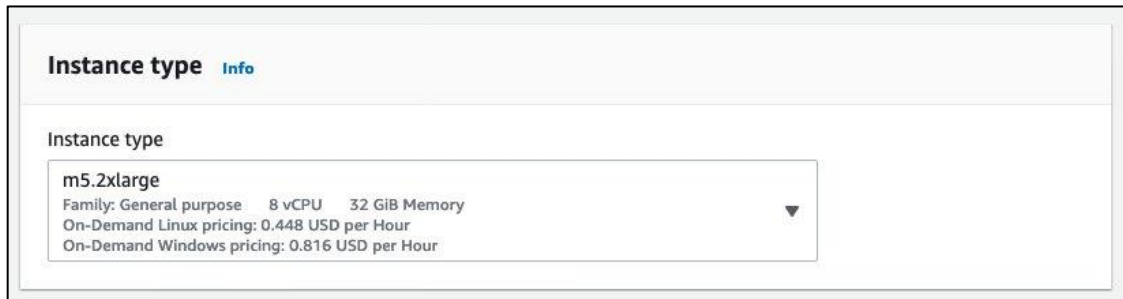 Instance type Info
Instance type
m5.2xlarge
Family: General purpose 8 vCPU 32 GiB Memory
On-Demand Linux pricing: 0.448 USD per Hour
On-Demand Windows pricing: 0.816 USD per Hour